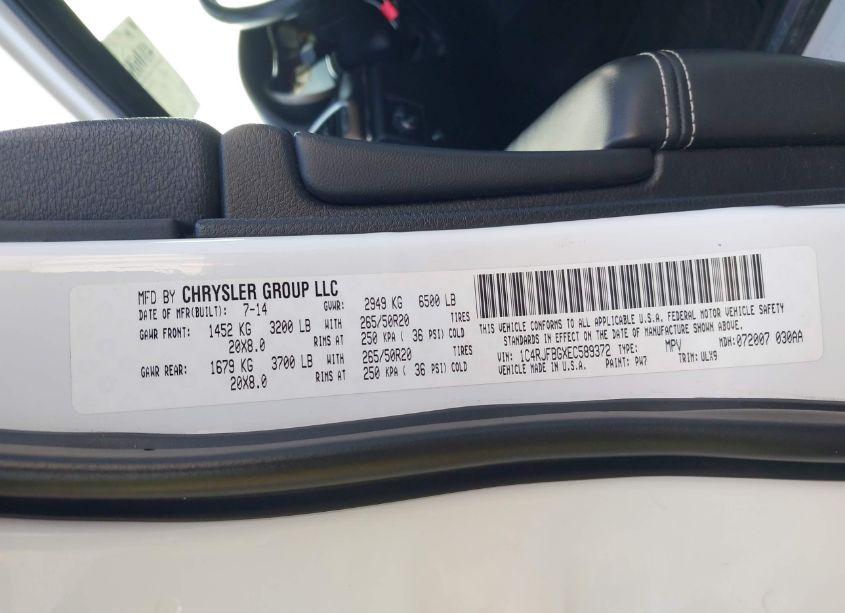 MFD BY CHRYSLER GROUP LLC
DATE OF MFR(BUILT): 7-14 GVWR: 2949 KG 6500 LB
GAWR FRONT: 1452 KG 3200 LB WITH 265/50R20 TIRES
20X8.0 RIMS AT 250 KPA ( 36 PSI) COLD
GAWR REAR: 1679 KG 3700 LB WITH 265/50R20 TIRES
20X8.0 RIMS AT 250 KPA ( 36 PSI) COLD
THIS VEHICLE CONFORMS TO ALL APPLICABLE U.S.A. FEDERAL MOTOR VEHICLE SAFETY
STANDARDS IN EFFECT ON THE DATE OF MANUFACTURE SHOWN ABOVE.
VIN: 1C4RJFBGXEC589372 TYPE: MPV MDH:072007 030AA
VEHICLE MADE IN U.S.A. PAINT: PW7 TRIM: ULX9